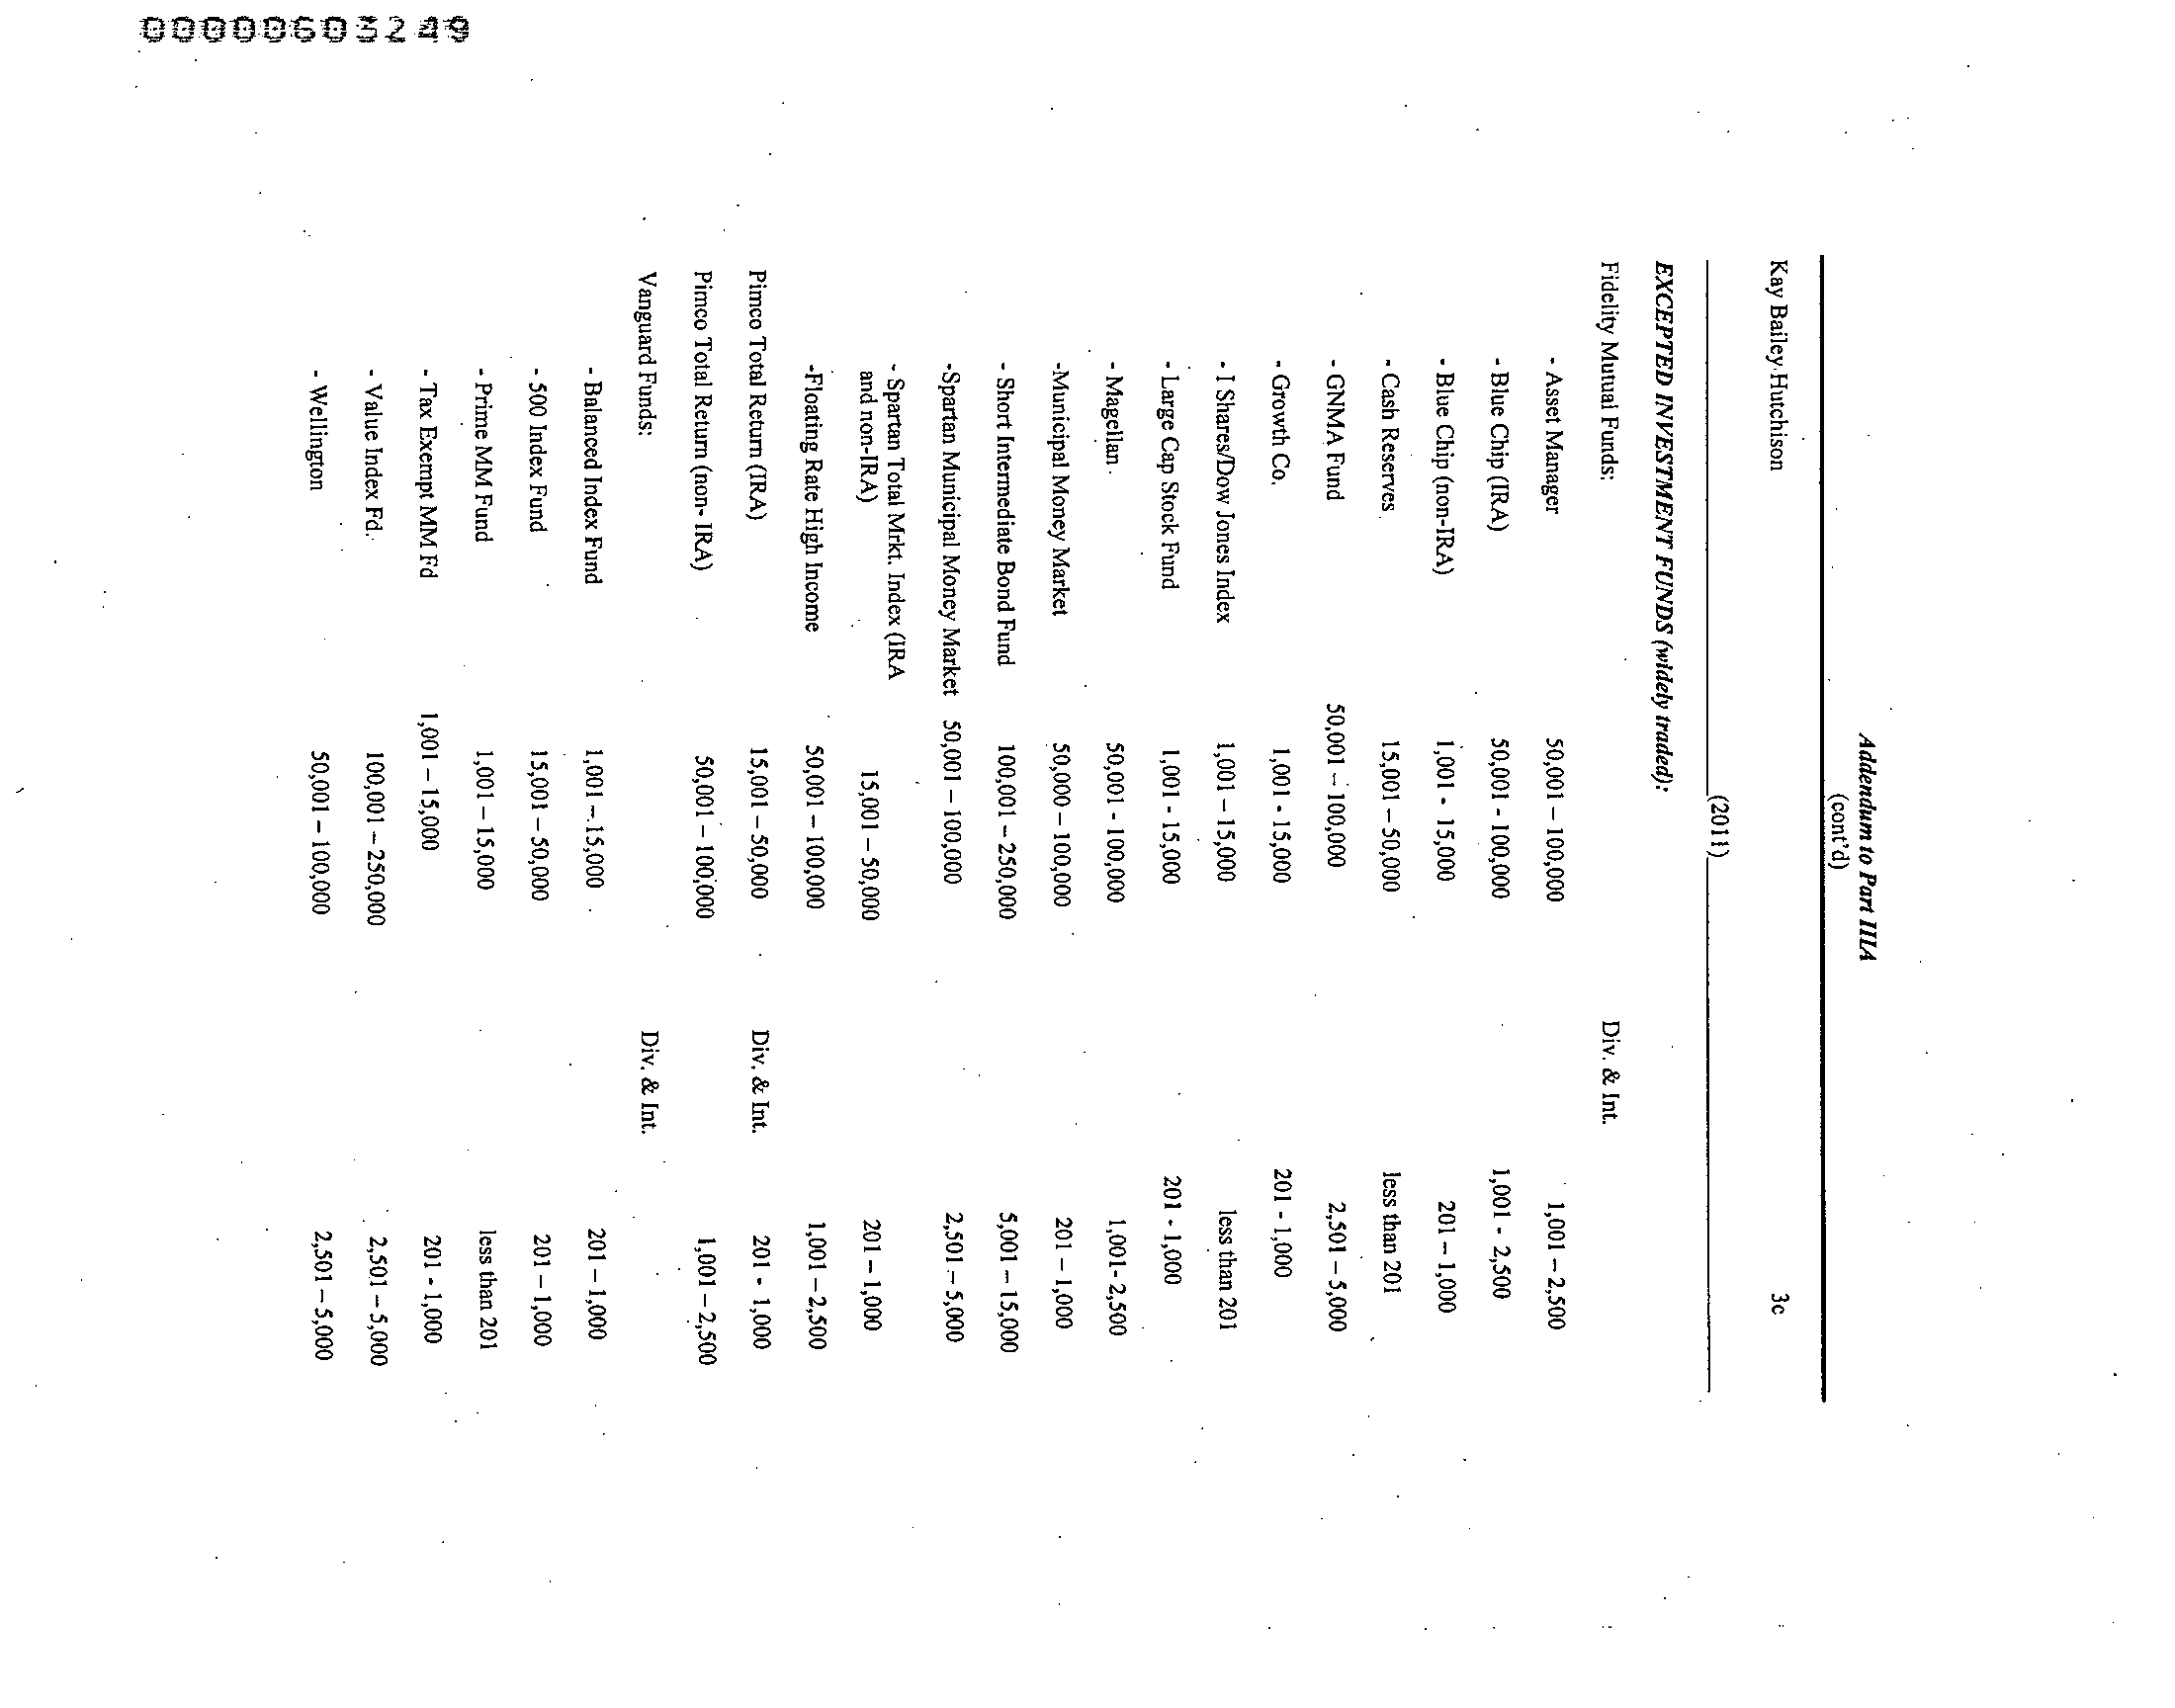 00000603249
Addendum to Part IIIA
(cont'd)
Kay Bailey Hutchison 3c
(2011)
EXCEPTED INVESTMENT FUNDS (widely traded):
Fidelity Mutual Funds: Div. & Int.
- Asset Manager 50,001 – 100,000 1,001 – 2,500
- Blue Chip (IRA) 50,001 - 100,000 1,001 - 2,500
- Blue Chip (non-IRA) 1,001 - 15,000 201 – 1,000
- Cash Reserves 15,001 – 50,000 less than 201
- GNMA Fund 50,001 – 100,000 2,501 – 5,000
- Growth Co. 1,001 - 15,000 201 - 1,000
- I Shares/Dow Jones Index 1,001 – 15,000 less than 201
- Large Cap Stock Fund 1,001 - 15,000 201 - 1,000
- Magellan 50,001 - 100,000 1,001- 2,500
-Municipal Money Market 50,000 – 100,000 201 – 1,000
- Short Intermediate Bond Fund 100,001 – 250,000 5,001 – 15,000
-Spartan Municipal Money Market 50,001 – 100,000 2,501 – 5,000
- Spartan Total Mrkt. Index (IRA
and non-IRA) 15,001 – 50,000 201 – 1,000
-Floating Rate High Income 50,001 – 100,000 1,001 – 2,500
Pimco Total Return (IRA) 15,001 – 50,000 Div. & Int. 201 - 1,000
Pimco Total Return (non- IRA) 50,001 – 100,000 1,001 – 2,500
Vanguard Funds: Div. & Int.
- Balanced Index Fund 1,001 – 15,000 201 – 1,000
- 500 Index Fund 15,001 – 50,000 201 – 1,000
- Prime MM Fund 1,001 – 15,000 less than 201
- Tax Exempt MM Fd 1,001 – 15,000 201 - 1,000
- Value Index Fd. 100,001 – 250,000 2,501 – 5,000
- Wellington 50,001 – 100,000 2,501 – 5,000